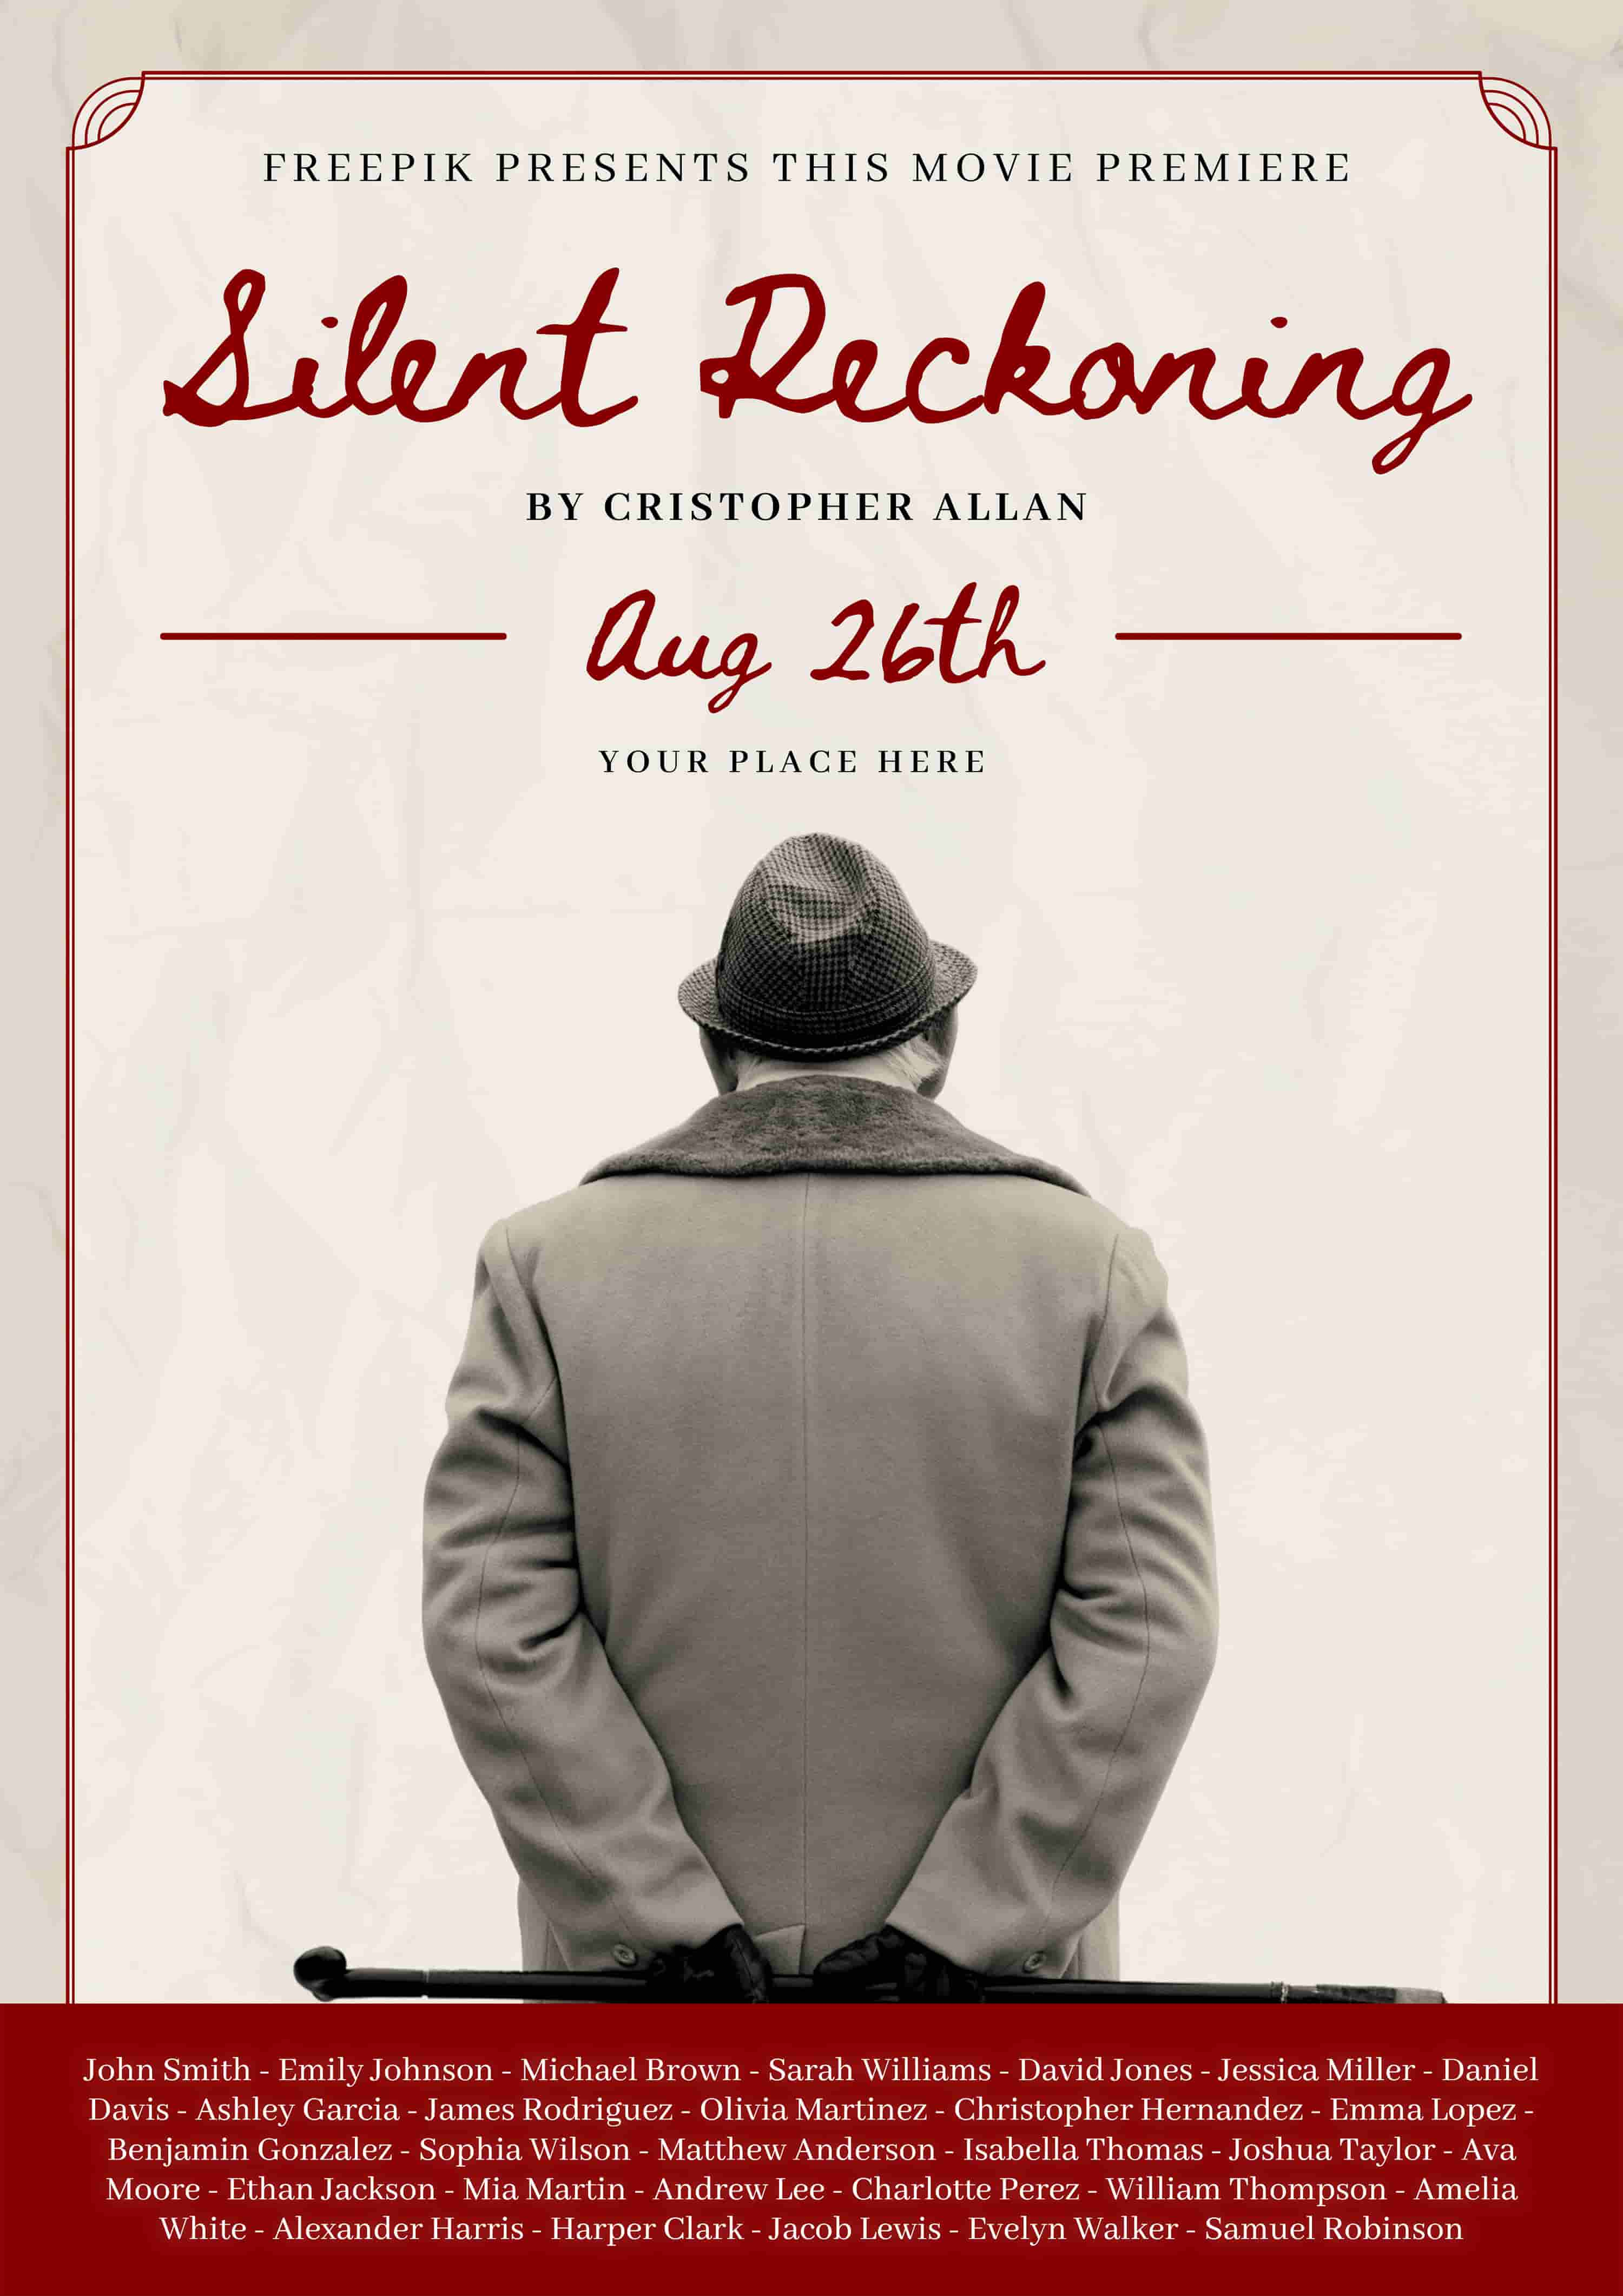 FREEPIK PRESENTS THIS MOVIE PREMIERE
Silent Reckoning
BY CRISTOPHER ALLAN
Aug 26th
YOUR PLACE HERE
John Smith - Emily Johnson - Michael Brown - Sarah Williams - David Jones - Jessica Miller - Daniel
Davis - Ashley Garcia - James Rodriguez - Olivia Martinez - Christopher Hernandez - Emma Lopez -
Benjamin Gonzalez - Sophia Wilson - Matthew Anderson - Isabella Thomas - Joshua Taylor - Ava
Moore - Ethan Jackson - Mia Martin - Andrew Lee - Charlotte Perez - William Thompson - Amelia
White - Alexander Harris - Harper Clark - Jacob Lewis - Evelyn Walker - Samuel Robinson